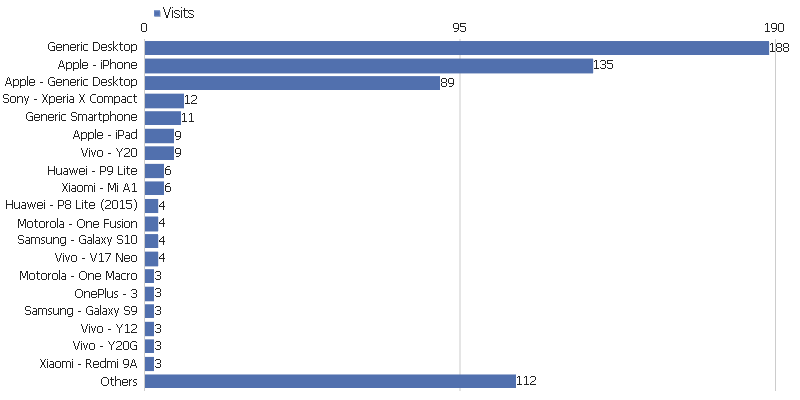 Visits
0 95 190
Generic Desktop 188
Apple - iPhone 135
Apple - Generic Desktop 89
Sony - Xperia X Compact 12
Generic Smartphone 11
Apple - iPad 9
Vivo - Y20 9
Huawei - P9 Lite 6
Xiaomi - Mi A1 6
Huawei - P8 Lite (2015) 4
Motorola - One Fusion 4
Samsung - Galaxy S10 4
Vivo - V17 Neo 4
Motorola - One Macro 3
OnePlus - 3 3
Samsung - Galaxy S9 3
Vivo - Y12 3
Vivo - Y20G 3
Xiaomi - Redmi 9A 3
Others 112